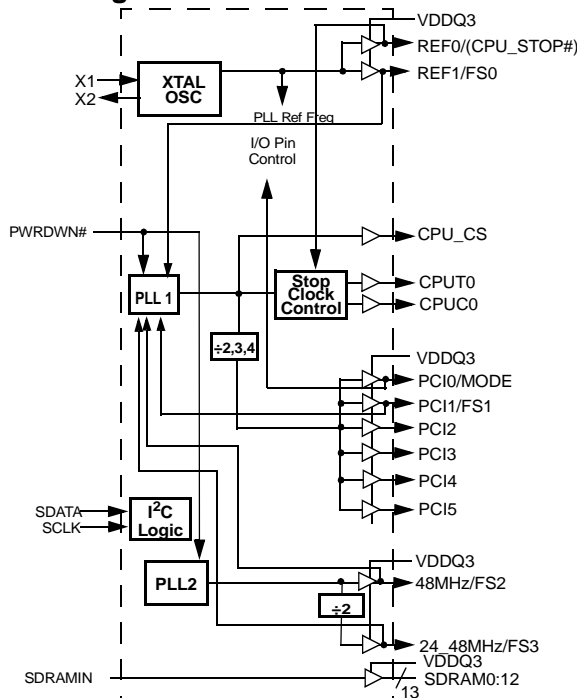 VDDQ3
REF0/(CPU_STOP#)
REF1/FS0
X1
X2
XTAL
OSC
PLL Ref Freq
I/O Pin
Control
PWRDWN#
CPU_CS
PLL 1
Stop
Clock
Control
CPUT0
CPUC0
÷2,3,4
VDDQ3
PCI0/MODE
PCI1/FS1
PCI2
PCI3
PCI4
PCI5
SDATA
SCLK
I²C
Logic
VDDQ3
PLL2
48MHz/FS2
÷2
24_48MHz/FS3
VDDQ3
SDRAMIN
SDRAM0:12
13